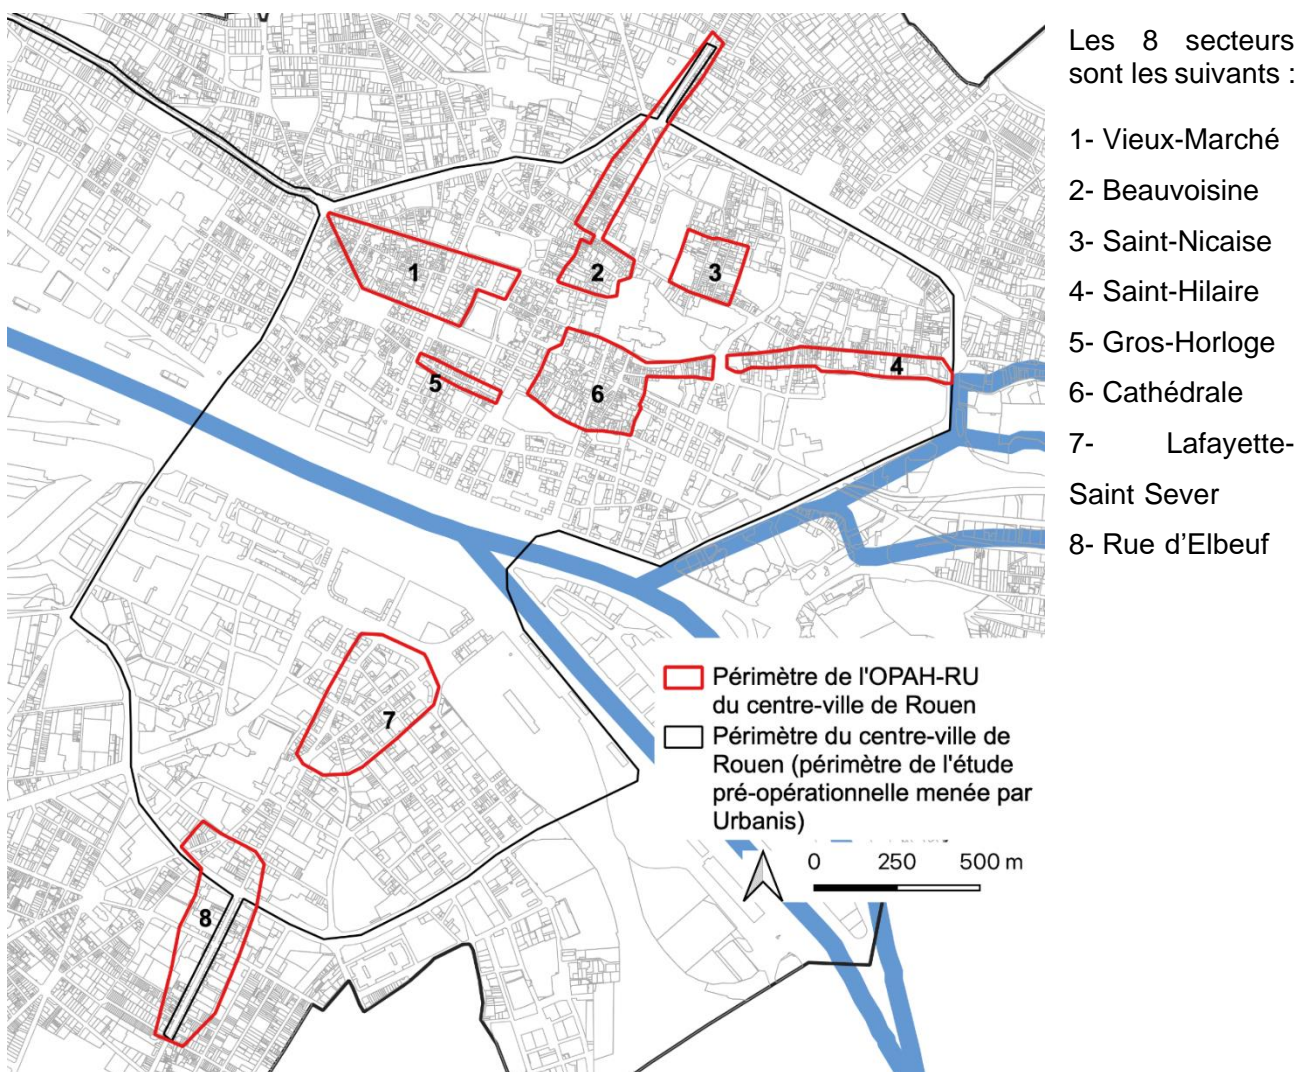 Les 8 secteurs
sont les suivants :
1- Vieux-Marché
2- Beauvoisine
3- Saint-Nicaise
4- Saint-Hilaire
5- Gros-Horloge
6- Cathédrale
7- Lafayette-
Saint Sever
8- Rue d'Elbeuf
1
2
3
4
5
6
7
8
Périmètre de l'OPAH-RU
du centre-ville de Rouen
Périmètre du centre-ville de
Rouen (périmètre de l'étude
pré-opérationnelle menée par
Urbanis)
0 250 500 m